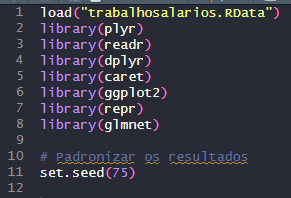 1 load("trabalhosalarios.RData")
2 library(plyr)
3 library(readr)
4 library(dplyr)
5 library(caret)
6 library(ggplot2)
7 library(repr)
8 library(glmnet)
9
10 # Padronizar os resultados
11 set.seed(75)
12